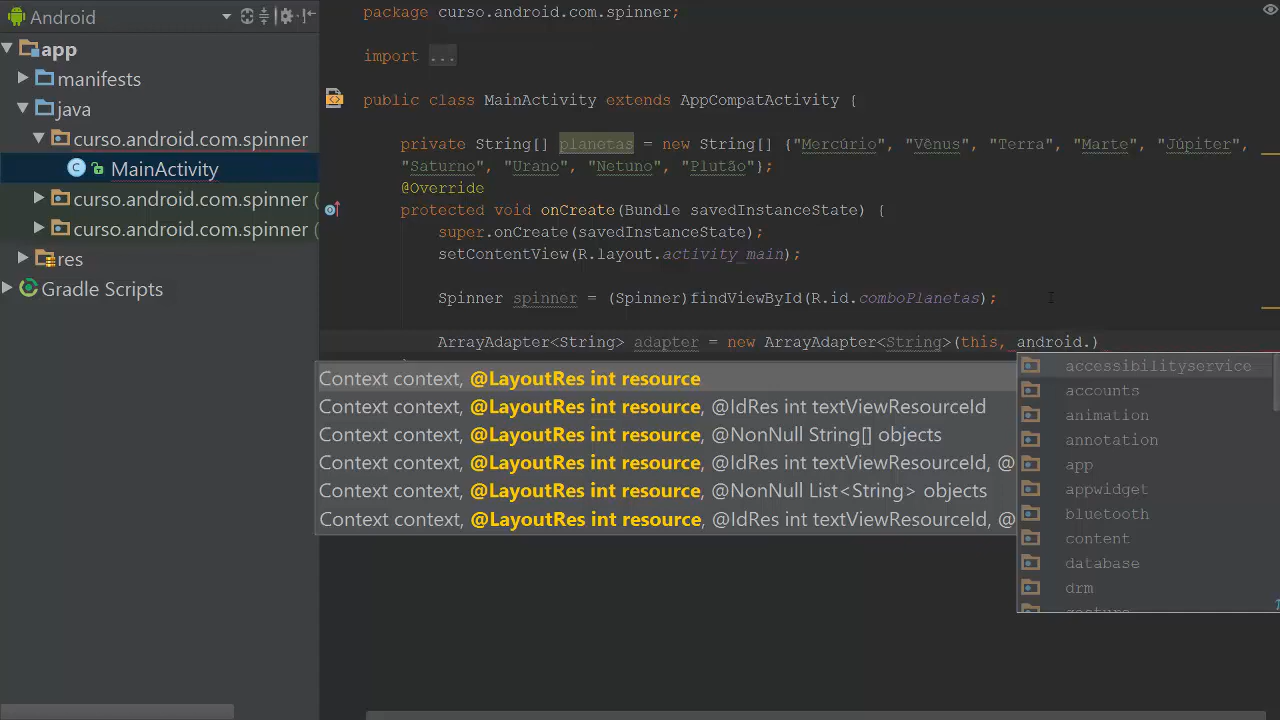 Android
app
manifests
java
curso.android.com.spinner
MainActivity
curso.android.com.spinner (
curso.android.com.spinner (
res
Gradle Scripts
package curso.android.com.spinner;
import ...
public class MainActivity extends AppCompatActivity {
private String[] planetas = new String[] {"Mercúrio", "Vênus", "Terra", "Marte", "Júpiter",
"Saturno", "Urano", "Netuno", "Plutão"};
@Override
protected void onCreate(Bundle savedInstanceState) {
super.onCreate(savedInstanceState);
setContentView(R.layout.activity_main);
Spinner spinner = (Spinner)findViewById(R.id.comboPlanetas);
ArrayAdapter<String> adapter = new ArrayAdapter<String>(this, android.)
Context context, @LayoutRes int resource
Context context, @LayoutRes int resource, @IdRes int textViewResourceId
Context context, @LayoutRes int resource, @NonNull String[] objects
Context context, @LayoutRes int resource, @IdRes int textViewResourceId, @
Context context, @LayoutRes int resource, @NonNull List<String> objects
Context context, @LayoutRes int resource, @IdRes int textViewResourceId, @
accessibilityservice
accounts
animation
annotation
app
appwidget
bluetooth
content
database
drm